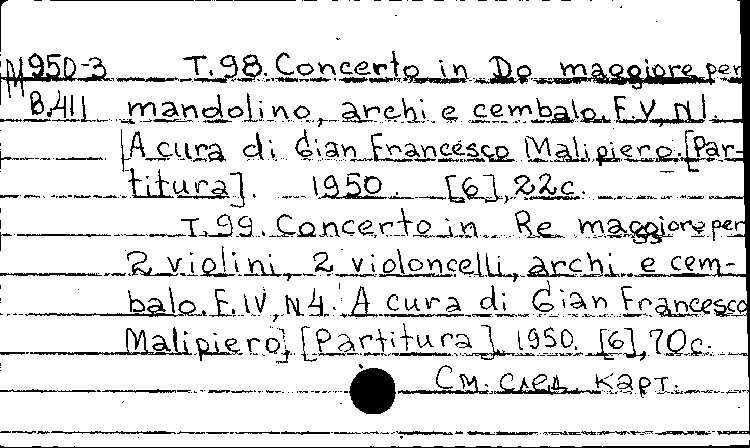 M950-3 T.98. Concerto in Do maggiore per
8.411 mandolino, archi e cembalo. F.V, N1.
[A cura di Gian Francesco Malipiero. [Par-
titura]. 1950. [6], 22c.
T.99. Concerto in Re maggiore per
2 violini, 2 violoncelli, archi e cem-
balo. F.IV, N4. A cura di Gian Francesco
Malipiero]. [Partitura]. 1950. [6], 70c.
См. след. карт.